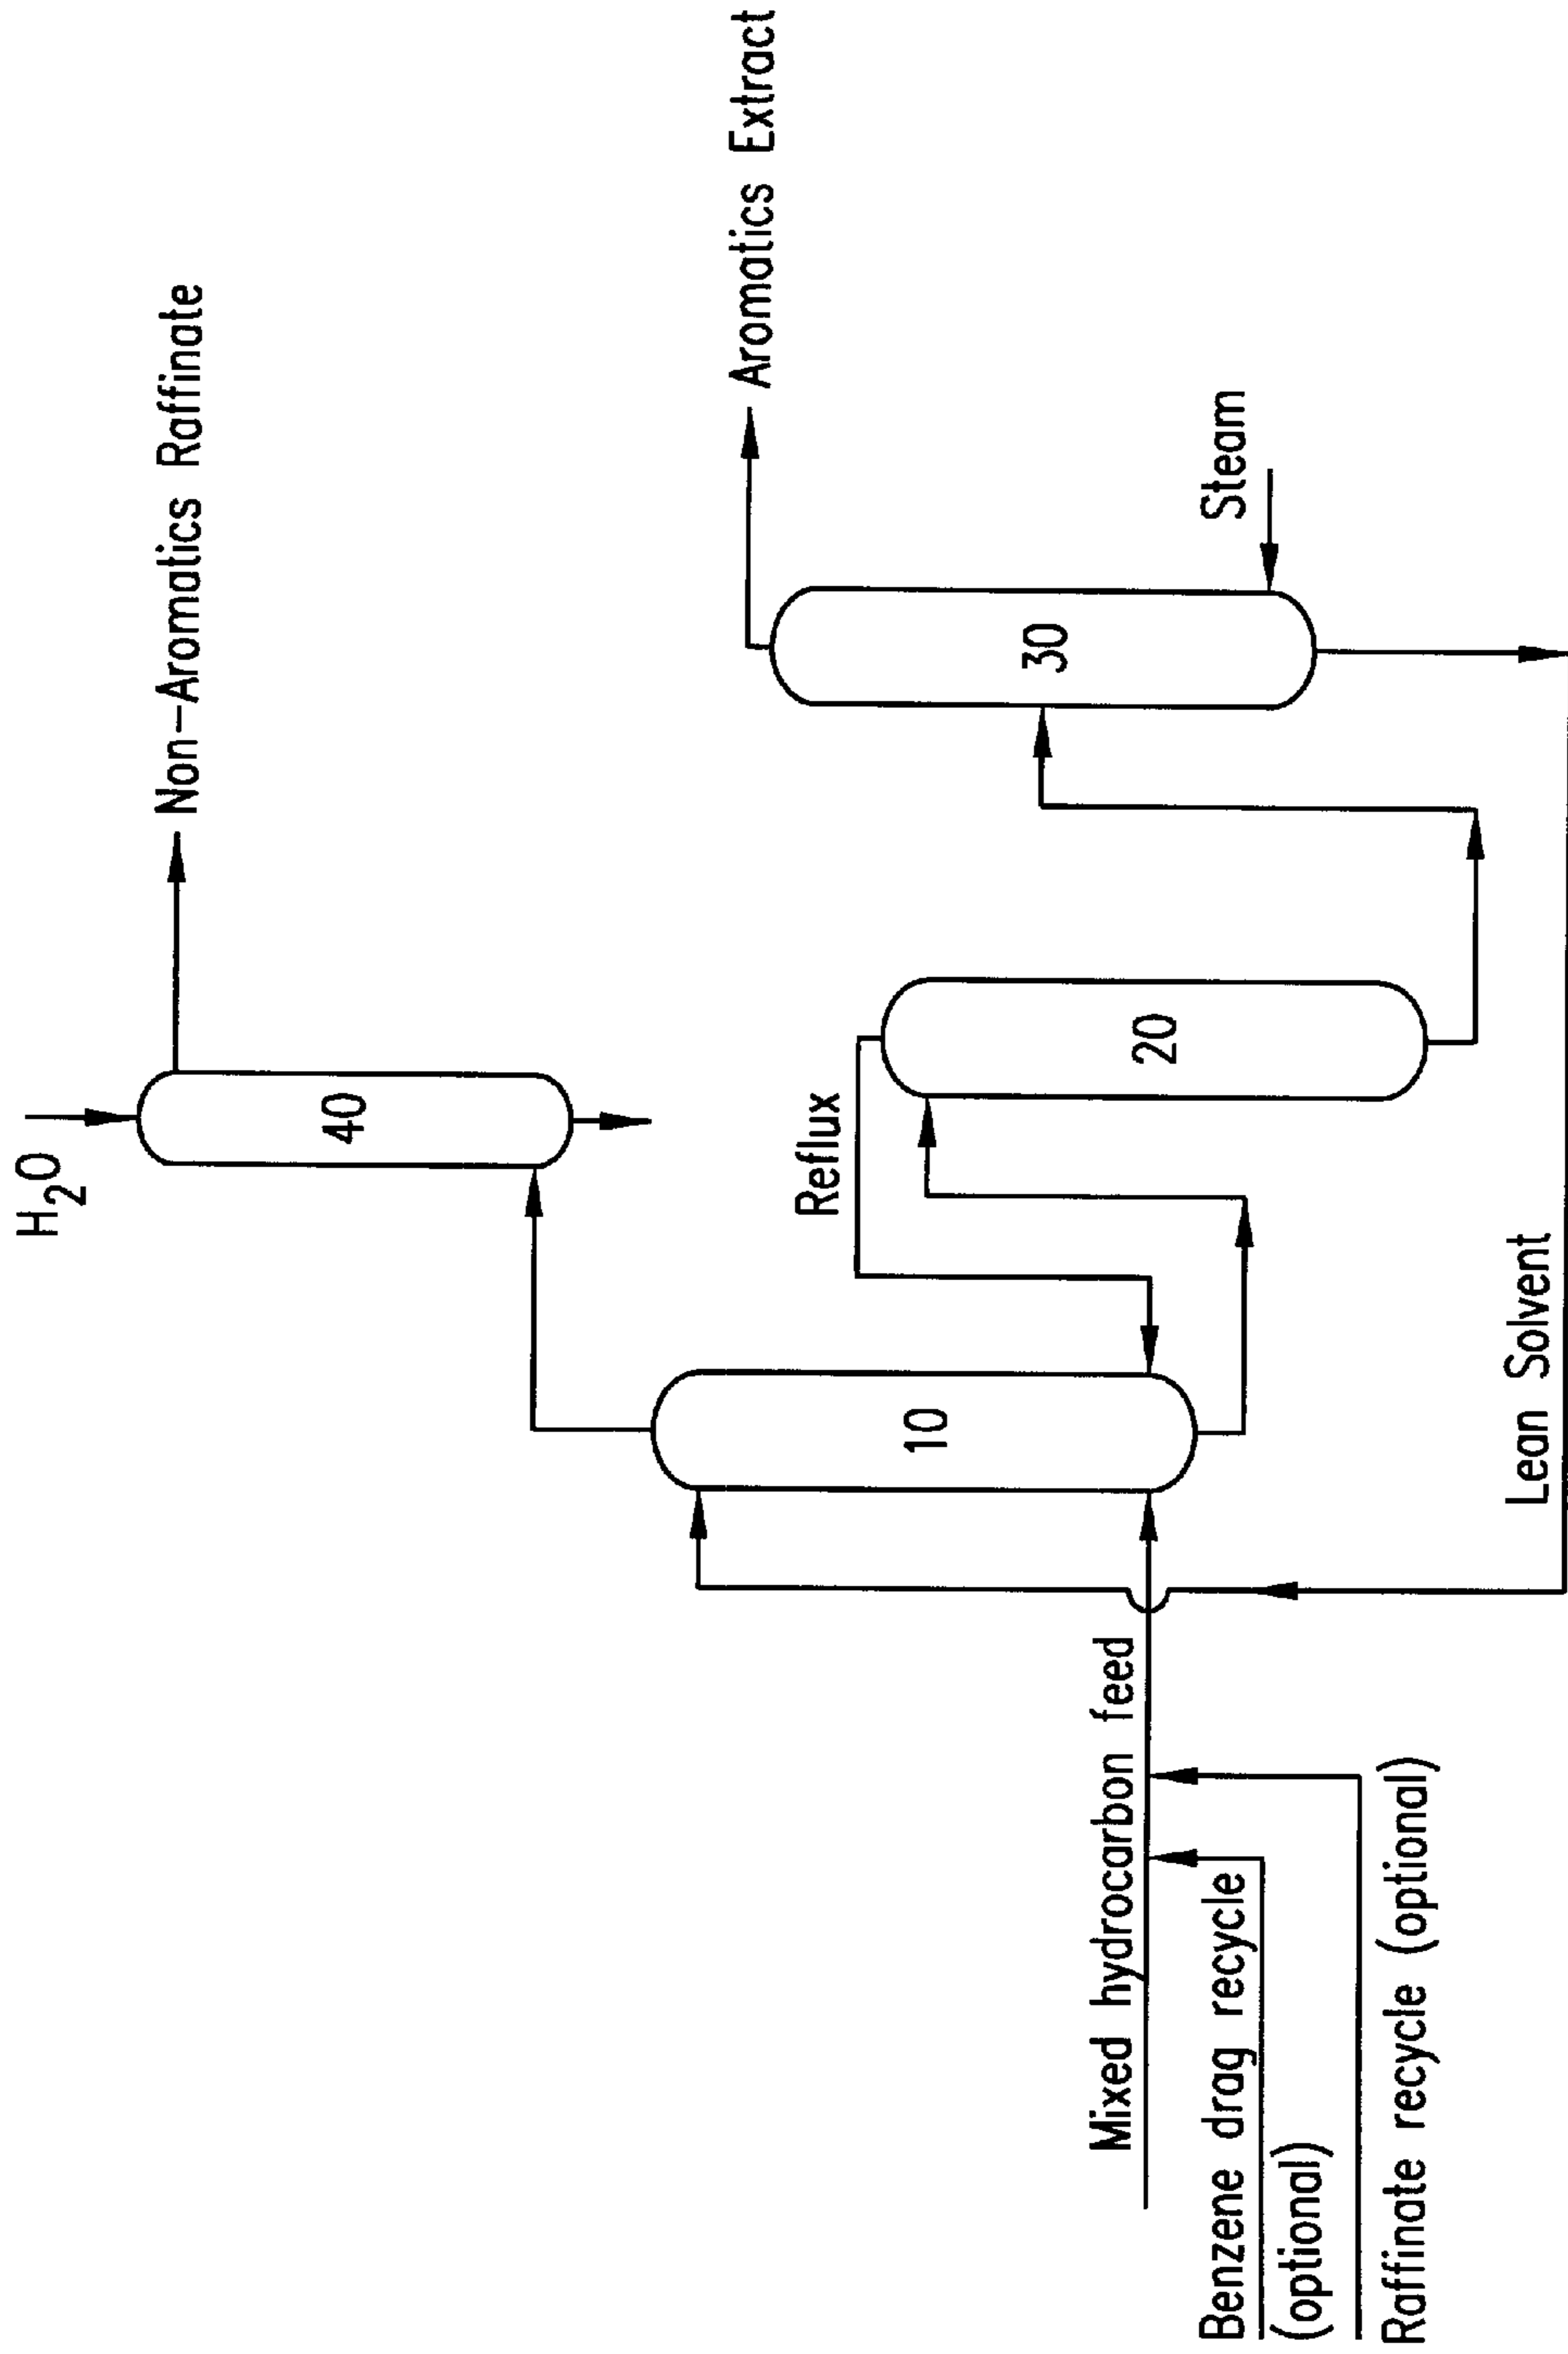 H2O
Non-Aromatics Raffinate
40
Aromatics Extract
Reflux
10
20
30
Steam
Mixed hydrocarbon feed
Benzene drag recycle
(optional)
Raffinate recycle (optional)
Lean Solvent